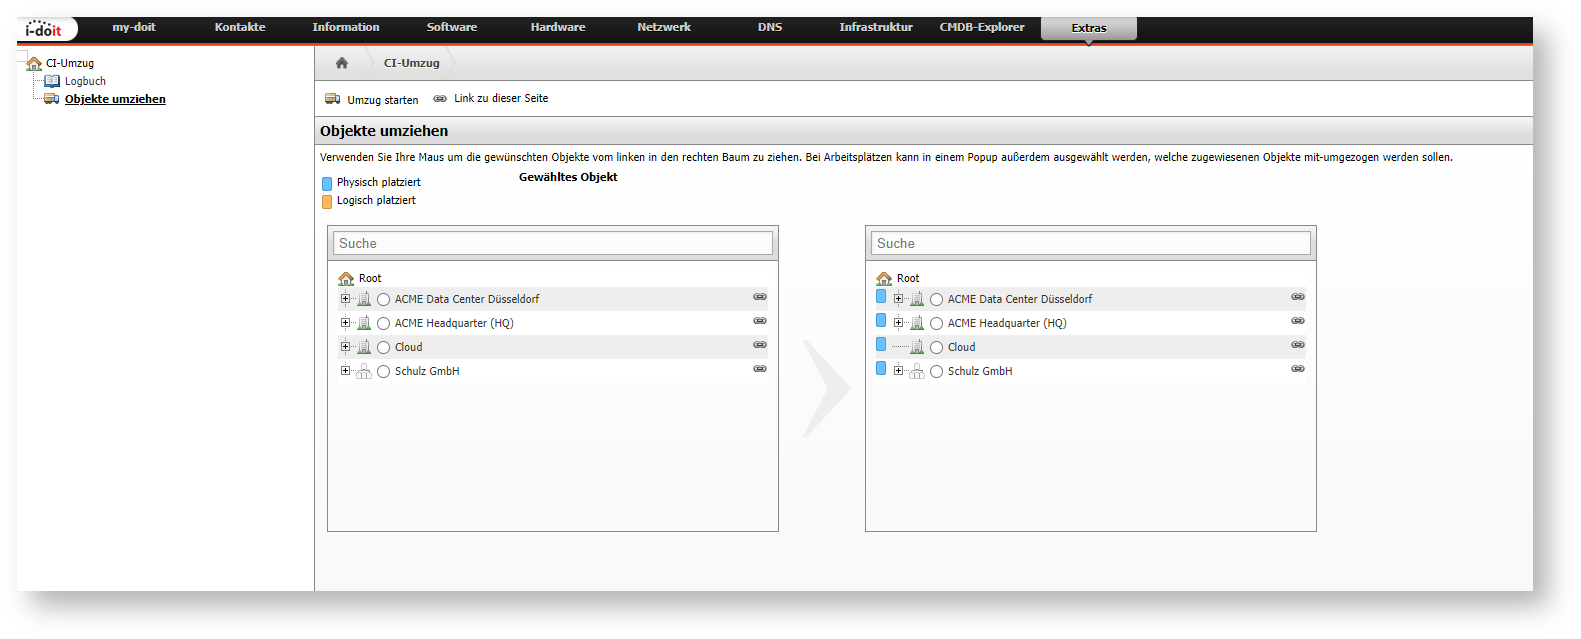 i-doit my-doit Kontakte Information Software Hardware Netzwerk DNS Infrastruktur CMDB-Explorer Extras
CI-Umzug
Logbuch
Objekte umziehen
CI-Umzug
Umzug starten Link zu dieser Seite
Objekte umziehen
Verwenden Sie Ihre Maus um die gewünschten Objekte vom linken in den rechten Baum zu ziehen. Bei Arbeitsplätzen kann in einem Popup außerdem ausgewählt werden, welche zugewiesenen Objekte mit-umgezogen werden sollen.
Physisch platziert
Logisch platziert
Gewähltes Objekt
Suche
Root
ACME Data Center Düsseldorf
ACME Headquarter (HQ)
Cloud
Schulz GmbH
Suche
Root
ACME Data Center Düsseldorf
ACME Headquarter (HQ)
Cloud
Schulz GmbH